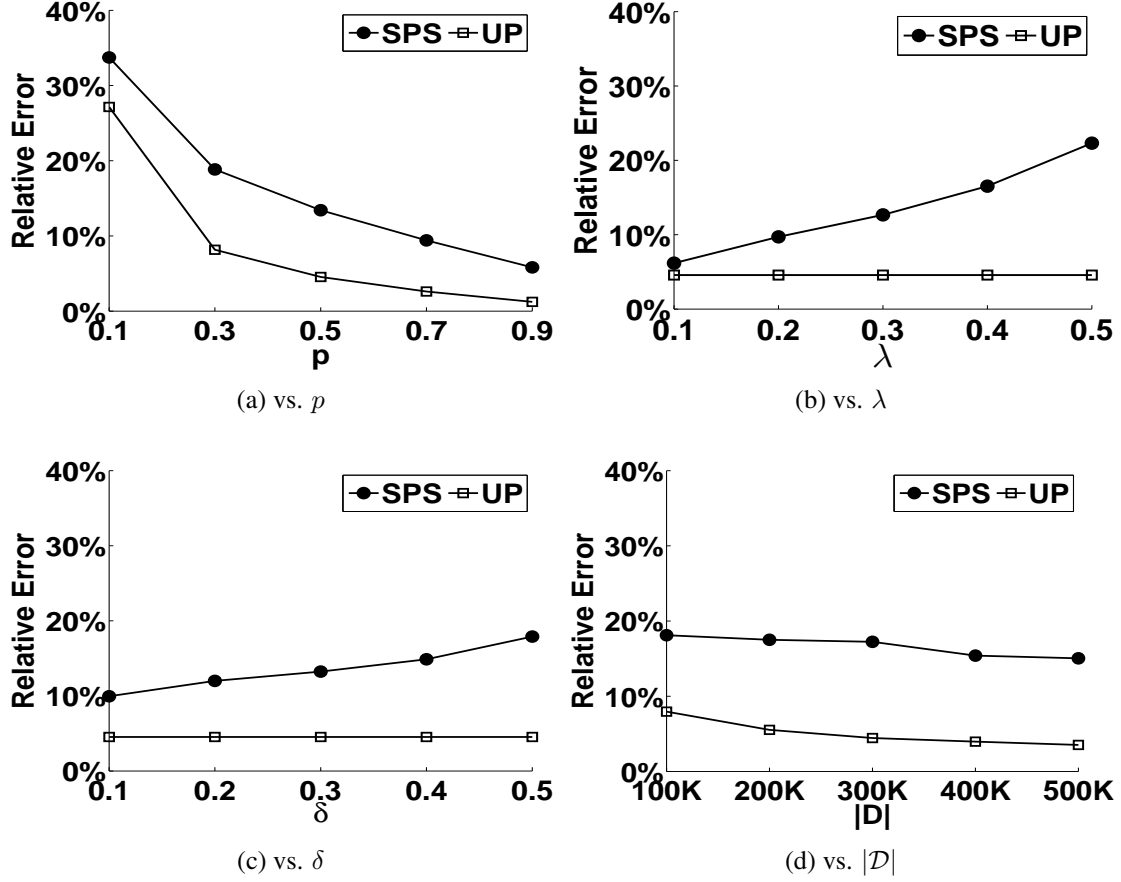 40%
30%
20%
10%
0%
Relative Error
SPS UP
0.1 0.3 0.5 0.7 0.9
p
(a) vs. p
40%
30%
20%
10%
0%
Relative Error
SPS UP
0.1 0.2 0.3 0.4 0.5
λ
(b) vs. λ
40%
30%
20%
10%
0%
Relative Error
SPS UP
0.1 0.2 0.3 0.4 0.5
δ
(c) vs. δ
40%
30%
20%
10%
0%
Relative Error
SPS UP
100K 200K 300K 400K 500K
|D|
(d) vs. |𝒟|